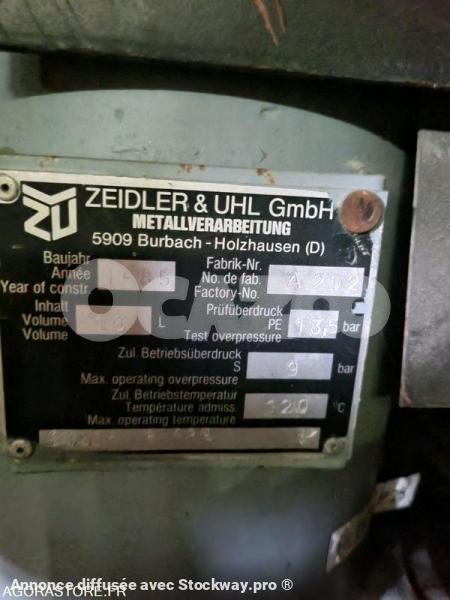 ZU
ZEIDLER & UHL GmbH
METALLVERARBEITUNG
5909 Burbach - Holzhausen (D)
Baujahr
Année
Year of constr.
Fabrik-Nr.
No. de fab. A 202
Factory-No.
Inhalt
Volume L
Volume
Prüfüberdruck
PE 13,5 bar
Test overpressure
Zul. Betriebsüberdruck
S 9 bar
Max. operating overpressure
Zul. Betriebstemperatur
Température admiss. 120 °C
Max. operating temperature
AGORASTORE.FR
Annonce diffusée avec Stockway.pro ®